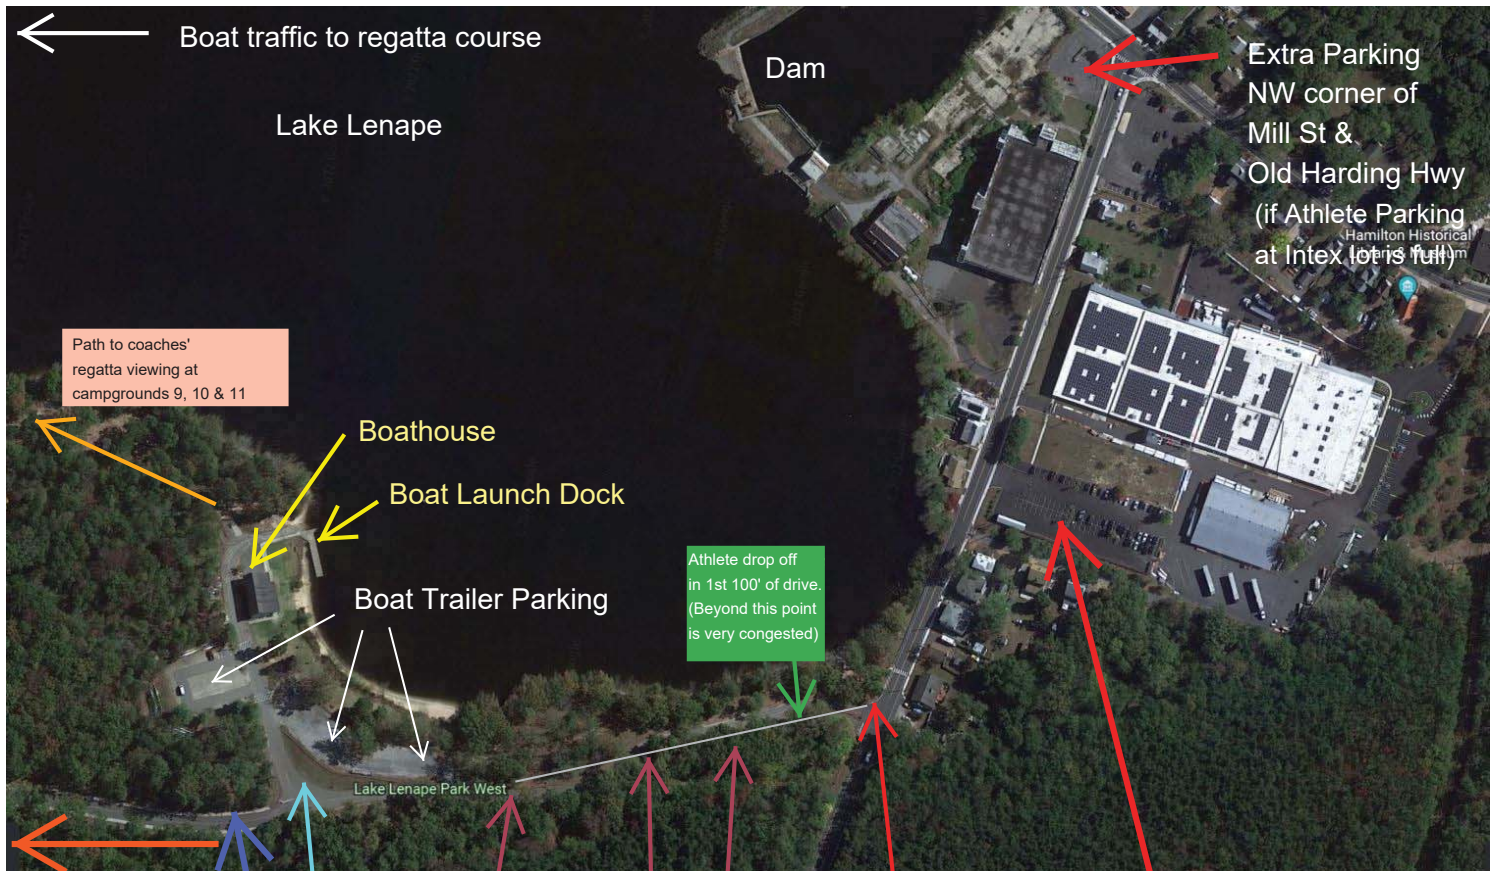 Boat traffic to regatta course
Dam
Lake Lenape
Extra Parking
NW corner of
Mill St &
Old Harding Hwy
(if Athlete Parking
at Intex lot is full)
Hamilton Historical
Library & Museum
Path to coaches'
regatta viewing at
campgrounds 9, 10 & 11
Boathouse
Boat Launch Dock
Athlete drop off
in 1st 100' of drive.
(Beyond this point
is very congested)
Boat Trailer Parking
Lake Lenape Park West